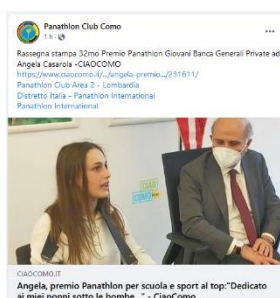 Panathlon Club Como
1 h ·
Rassegna stampa 32mo Premio Panathlon Giovani Banca Generali Private ad
Angela Casarola -CIAOCOMO
https://www.ciaocomo.it/.../angela-premio.../231611/
Panathlon Club Area 2 - Lombardia
Distretto Italia - Panathlon International
Panathlon International
CIAO
COMO
CIAOCOMO.IT
Angela, premio Panathlon per scuola e sport al top:"Dedicato
ai miei nonni sotto le bombe..." - CiaoComo